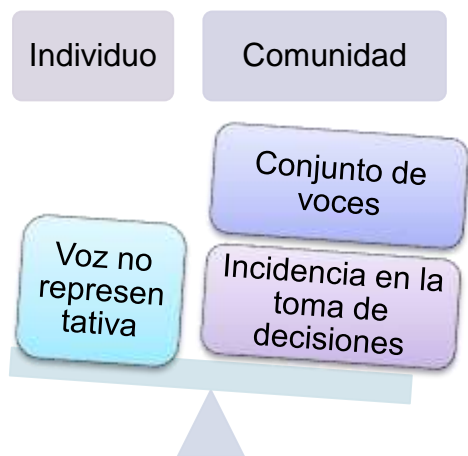 Individuo
Comunidad
Conjunto de
voces
Voz no
represen
tativa
Incidencia en la
toma de
decisiones